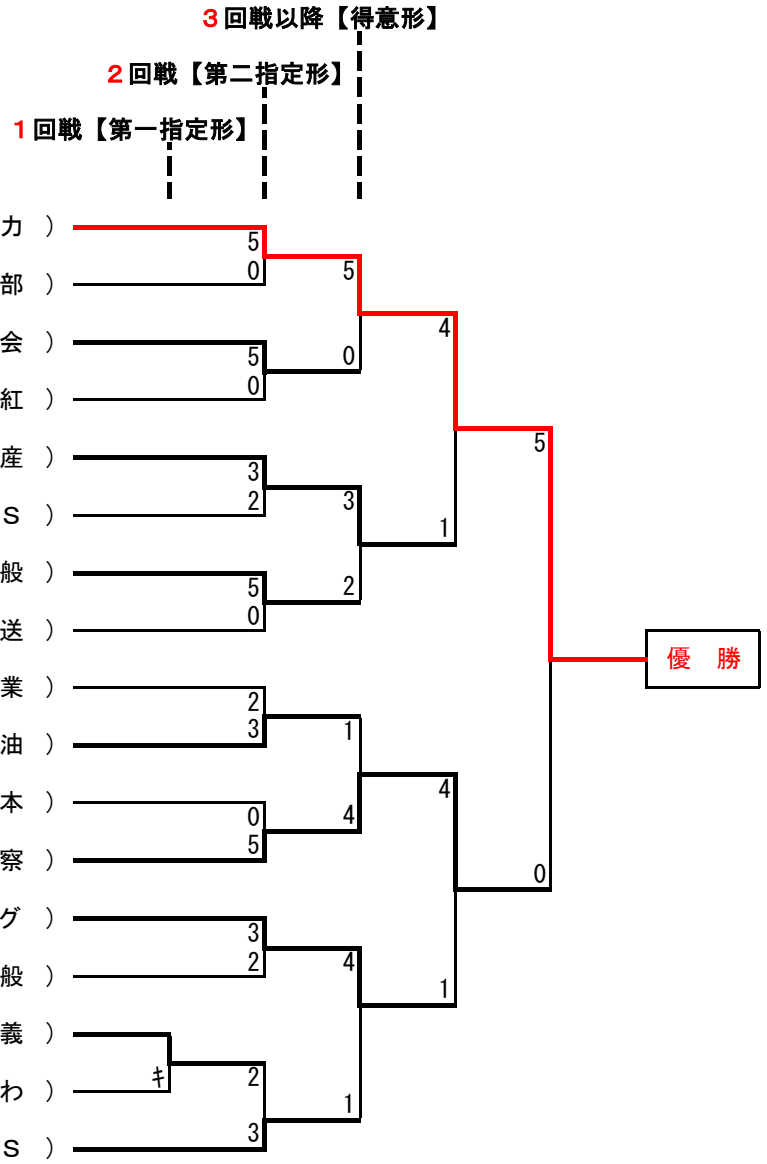 3回戦以降【得意形】
2回戦【第二指定形】
1回戦【第一指定形】
力 )
5
0
部 )
5
会 )
4
0
5
0
紅 )
5
産 )
3
2
3
S )
1
般 )
2
5
0
送 )
優 勝
業 )
2
3
1
油 )
4
本 )
0
4
5
察 )
0
グ )
3
2
4
般 )
1
義 )
キ
2
わ )
1
3
S )